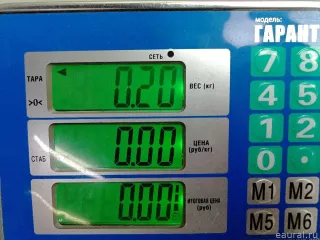 МОДЕЛЬ:
ГАРАНТ
СЕТЬ
ТАРА
>0<
0.20
ВЕС (кг)
7 8
4 5
СТАБ
0.00
ЦЕНА
(руб/кг)
1 2
0 .
0.00
ИТОГОВАЯ ЦЕНА
(руб)
M1 M2
M5 M6
eaural.ru